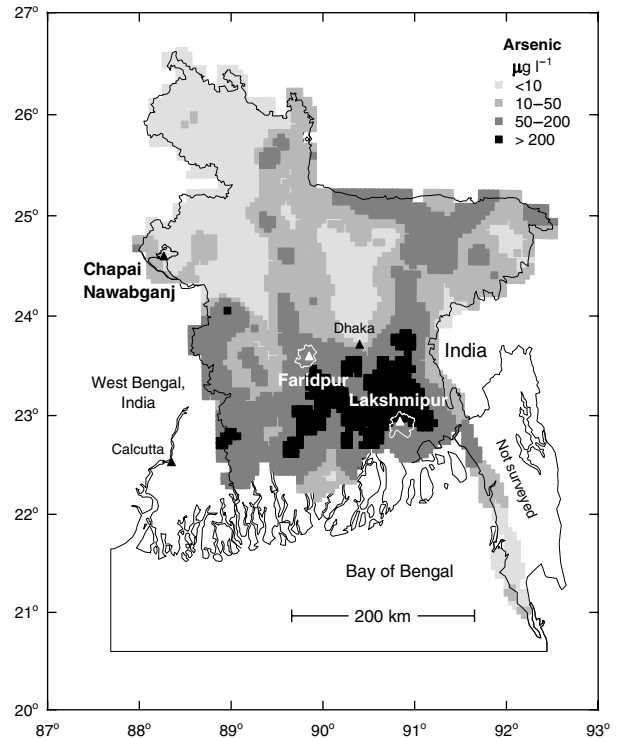 27°
26°
25°
24°
23°
22°
21°
20°
87°
88°
89°
90°
91°
92°
93°
Arsenic
µg l⁻¹
<10
10–50
50–200
> 200
Chapai
Nawabganj
Dhaka
India
Faridpur
West Bengal,
India
Lakshmipur
Calcutta
Not surveyed
Bay of Bengal
200 km